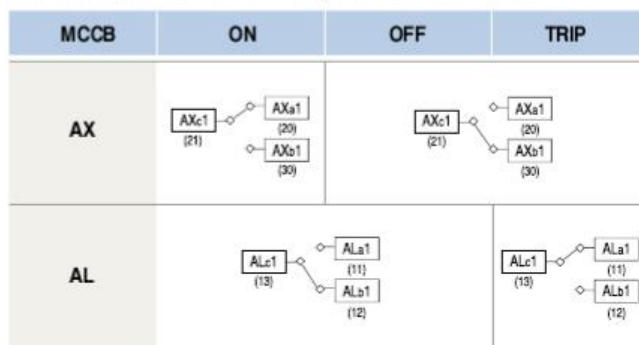 MCCB ON OFF TRIP
AX
AXc1
(21)
AXa1
(20)
AXb1
(30)
AXc1
(21)
AXa1
(20)
AXb1
(30)
AL
ALc1
(13)
ALa1
(11)
ALb1
(12)
ALc1
(13)
ALa1
(11)
ALb1
(12)